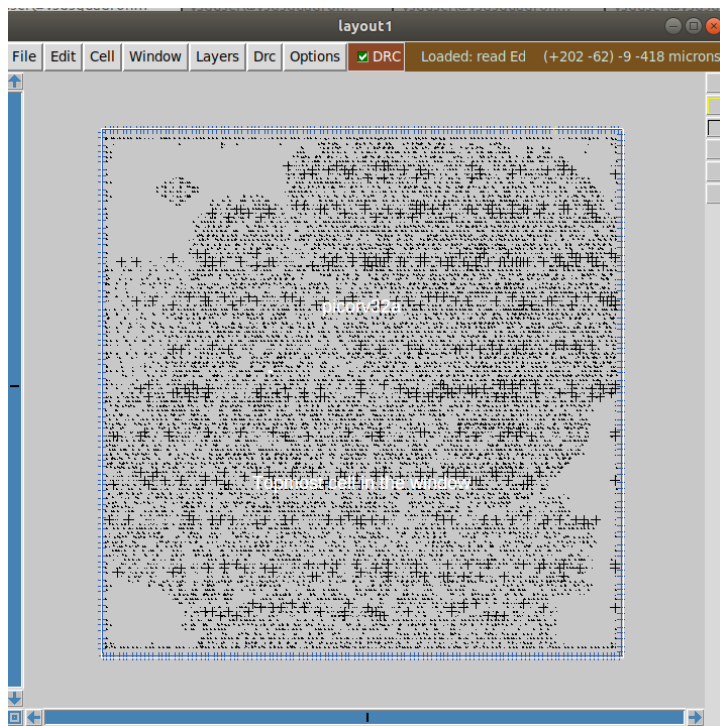 layout1
File Edit Cell Window Layers Drc Options DRC Loaded: read Ed (+202 -62) -9 -418 microns
picorv32a
Topmost cell in the window